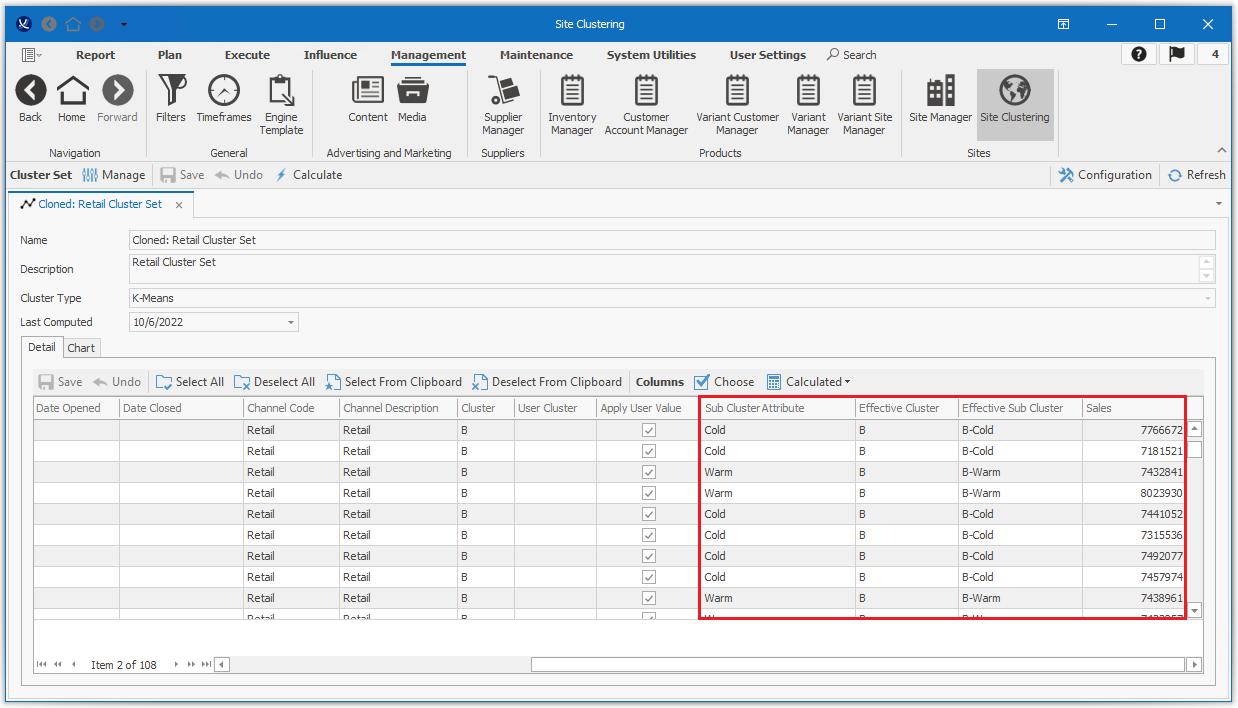 Site Clustering
Report Plan Execute Influence Management Maintenance System Utilities User Settings Search ? 4
Back Home Forward Filters Timeframes Engine Template Content Media Supplier Manager Inventory Manager Customer Account Manager Variant Customer Manager Variant Manager Variant Site Manager Site Manager Site Clustering
Navigation General Advertising and Marketing Suppliers Products Sites
Cluster Set Manage Save Undo Calculate Configuration Refresh
Cloned: Retail Cluster Set
Name Cloned: Retail Cluster Set
Description Retail Cluster Set
Cluster Type K-Means
Last Computed 10/6/2022
Detail Chart
Save Undo Select All Deselect All Select From Clipboard Deselect From Clipboard Columns Choose Calculated
Date Opened Date Closed Channel Code Channel Description Cluster User Cluster Apply User Value Sub Cluster Attribute Effective Cluster Effective Sub Cluster Sales
Retail Retail B Cold B B-Cold 7766672
Retail Retail B Cold B B-Cold 7181521
Retail Retail B Warm B B-Warm 7432841
Retail Retail B Warm B B-Warm 8023930
Retail Retail B Cold B B-Cold 7441052
Retail Retail B Cold B B-Cold 7315536
Retail Retail B Cold B B-Cold 7492077
Retail Retail B Cold B B-Cold 7457974
Retail Retail B Warm B B-Warm 7438961
Retail Retail B
Item 2 of 108